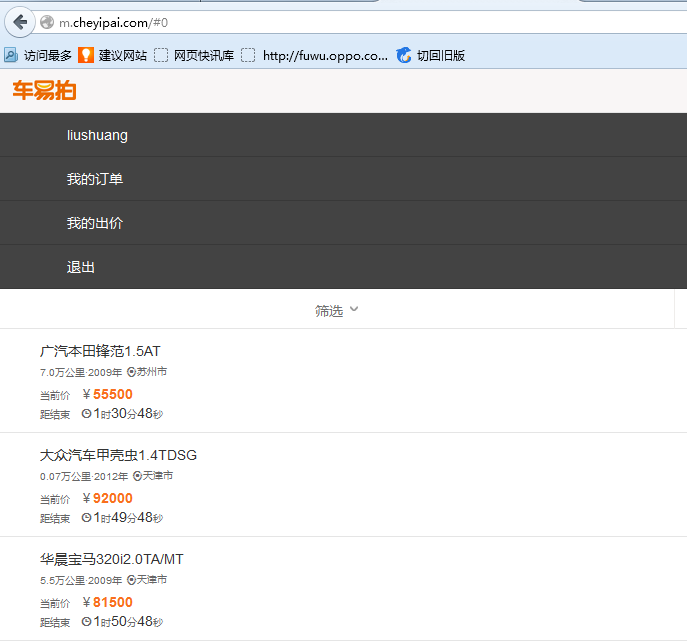 m.cheyipai.com/#0
访问最多 建议网站 网页快讯库 http://fuwu.oppo.co... 切回旧版
车易拍
liushuang
我的订单
我的出价
退出
筛选
广汽本田锋范1.5AT
7.0万公里·2009年 苏州市
当前价 ¥55500
距结束 1时30分48秒
大众汽车甲壳虫1.4TDSG
0.07万公里·2012年 天津市
当前价 ¥92000
距结束 1时49分48秒
华晨宝马320i2.0TA/MT
5.5万公里·2009年 天津市
当前价 ¥81500
距结束 1时50分48秒